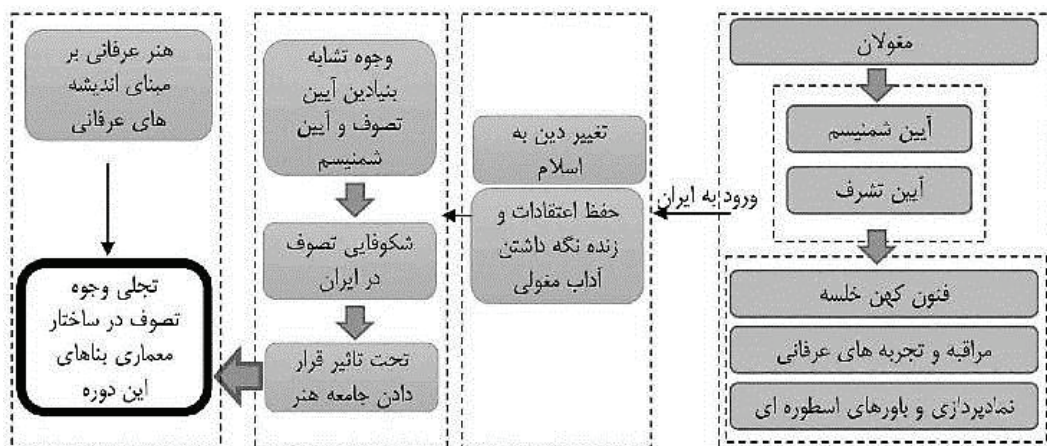 مغولان
آیین شمنیسم
آیین تشرف
فنون کهن خلسه
مراقبه و تجربه های عرفانی
نمادپردازی و باورهای اسطوره ای
ورود به ایران
تغییر دین به
اسلام
حفظ اعتقادات و
زنده نگه داشتن
آداب مغولی
وجوه تشابه
بنیادین آیین
تصوف و آیین
شمنیسم
شکوفایی تصوف
در ایران
تحت تاثیر قرار
دادن جامعه هنر
هنر عرفانی بر
مبنای اندیشه
های عرفانی
تجلی وجوه
تصوف در ساختار
معماری بناهای
این دوره